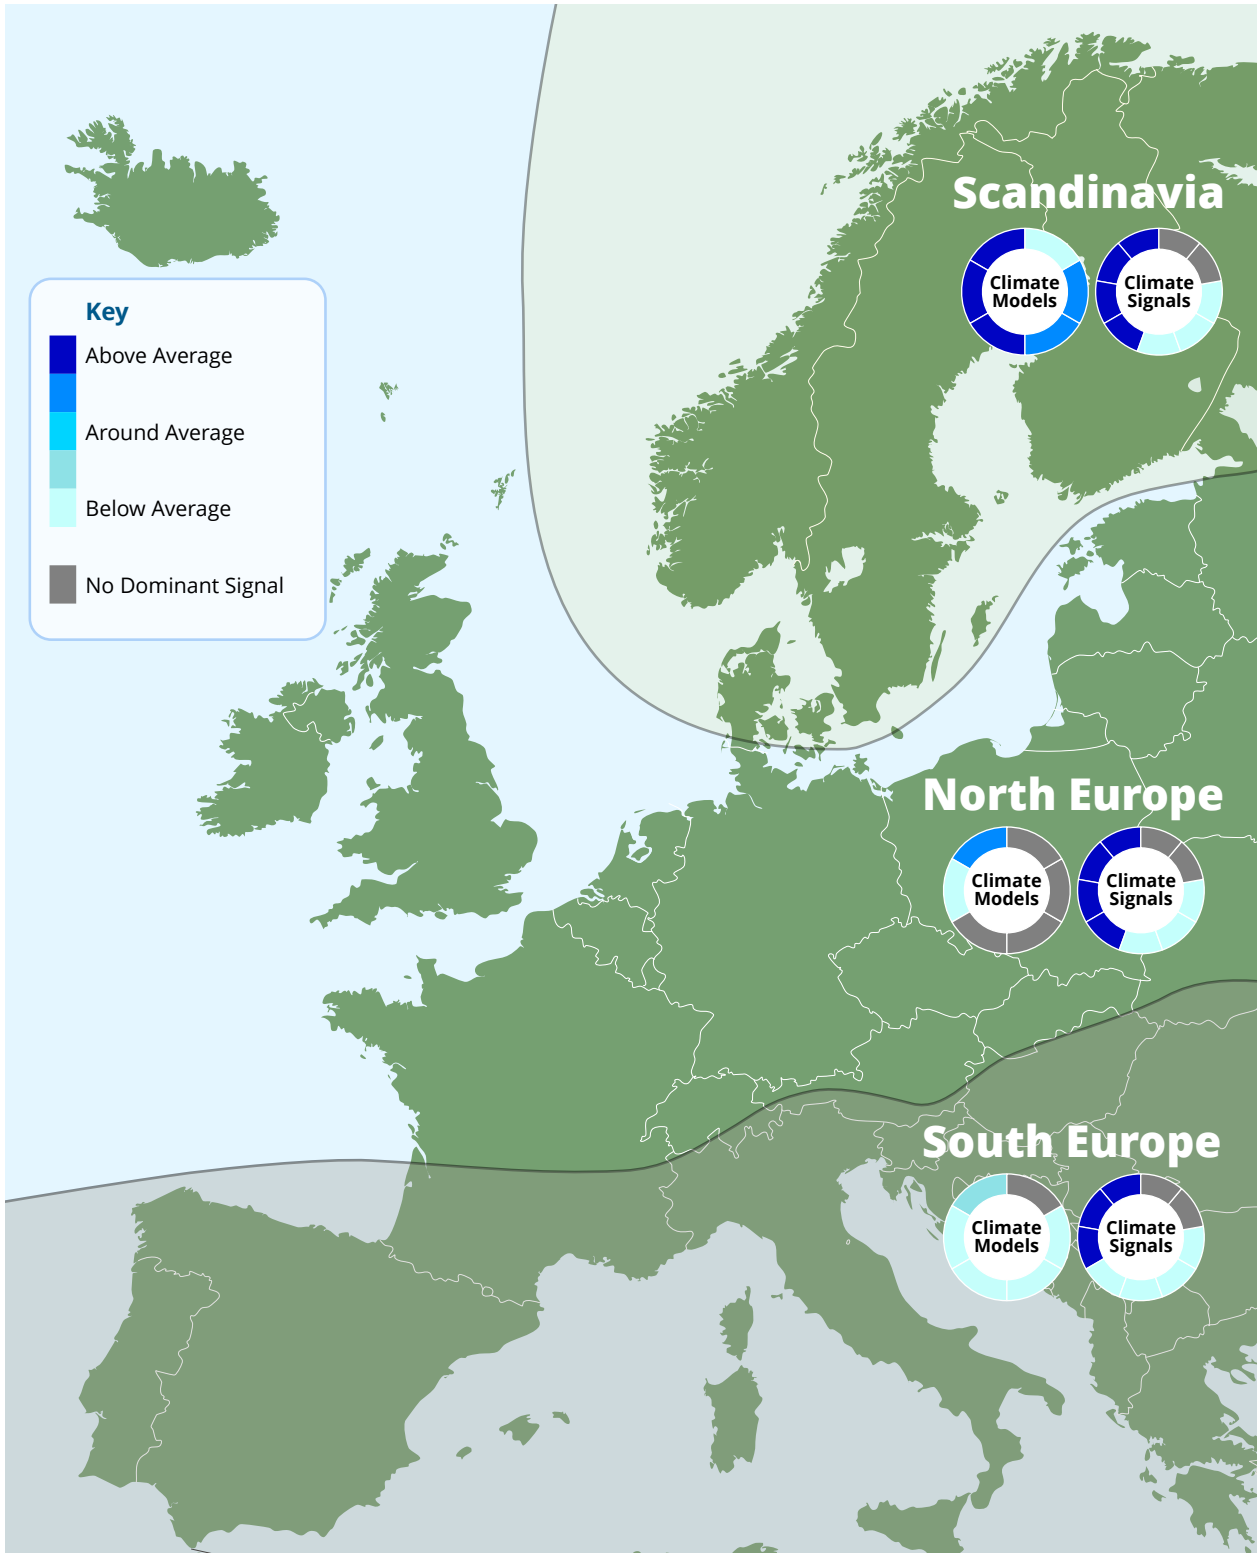 Scandinavia
Climate
Models
Climate
Signals
Key
Above Average
Around Average
Below Average
No Dominant Signal
North Europe
Climate
Models
Climate
Signals
South Europe
Climate
Models
Climate
Signals